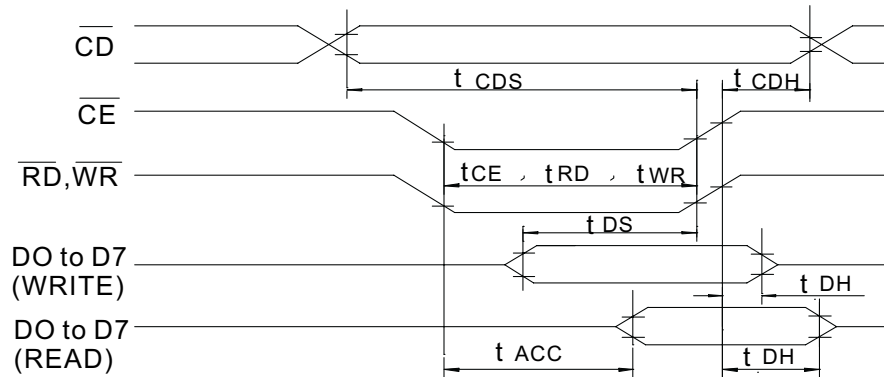 CD
t CDS
t CDH
CE
tCE , tRD , tWR
RD,WR
t DS
DO to D7
(WRITE)
t DH
DO to D7
(READ)
t ACC
t DH